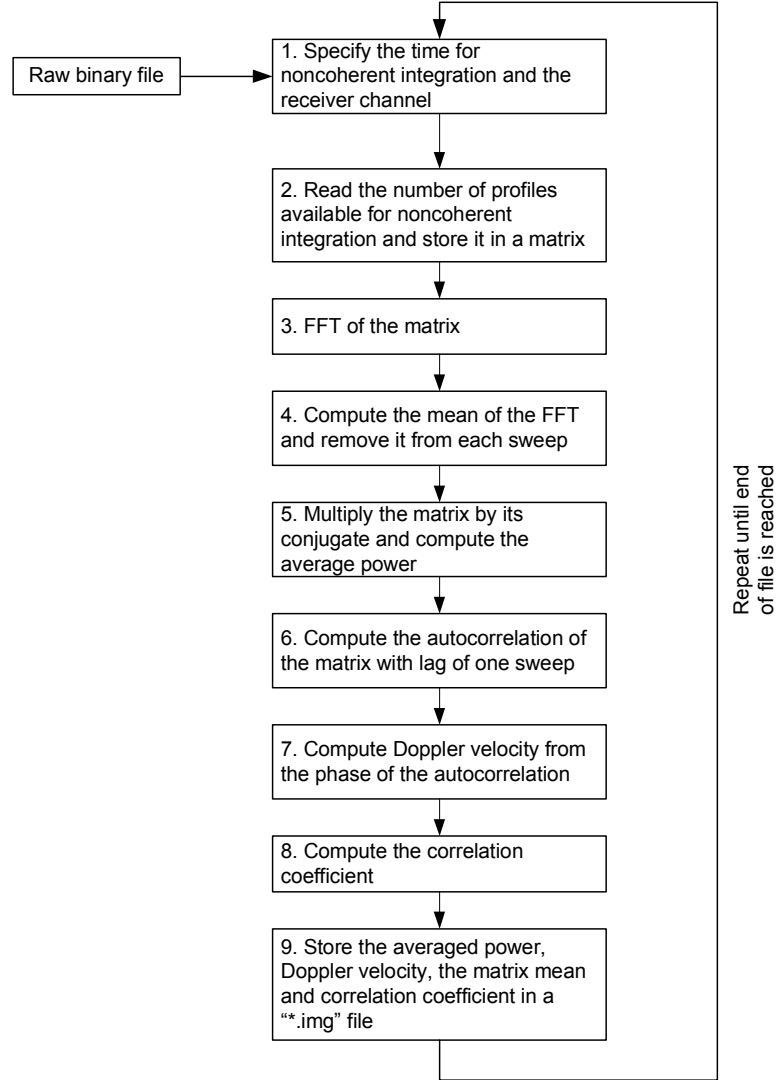 Raw binary file
1. Specify the time for
noncoherent integration and the
receiver channel
2. Read the number of profiles
available for noncoherent
integration and store it in a matrix
3. FFT of the matrix
4. Compute the mean of the FFT
and remove it from each sweep
5. Multiply the matrix by its
conjugate and compute the
average power
6. Compute the autocorrelation of
the matrix with lag of one sweep
7. Compute Doppler velocity from
the phase of the autocorrelation
8. Compute the correlation
coefficient
9. Store the averaged power,
Doppler velocity, the matrix mean
and correlation coefficient in a
“*.img” file
Repeat until end
of file is reached